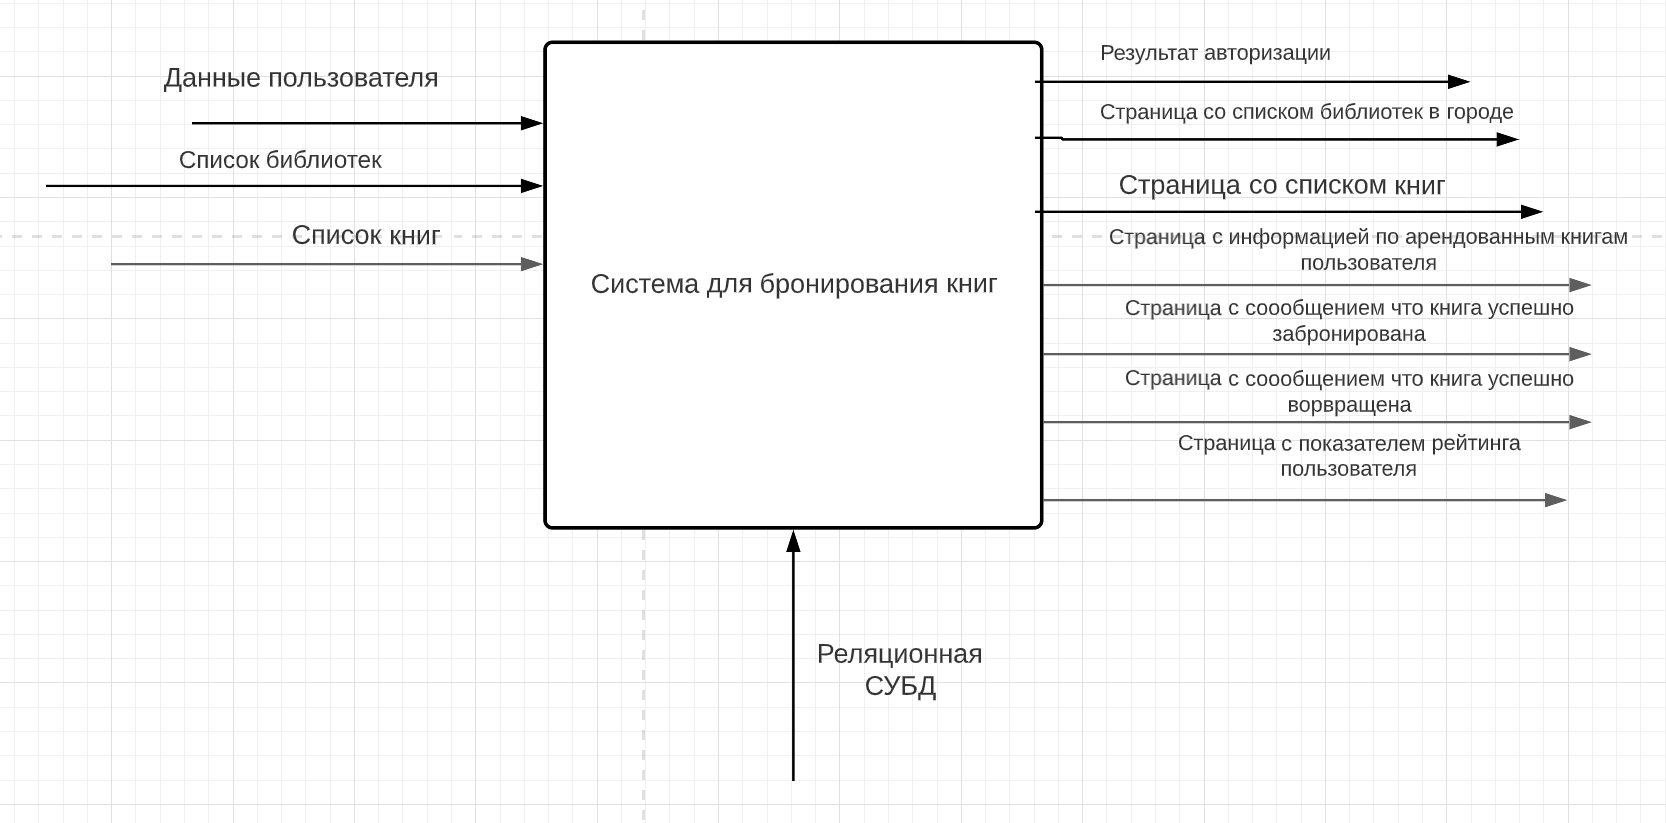 Данные пользователя
Список библиотек
Список книг
Система для бронирования книг
Результат авторизации
Страница со списком библиотек в городе
Страница со списком книг
Страница с информацией по арендованным книгам
пользователя
Страница с соообщением что книга успешно
забронирована
Страница с соообщением что книга успешно
ворвращена
Страница с показателем рейтинга
пользователя
Реляционная
СУБД